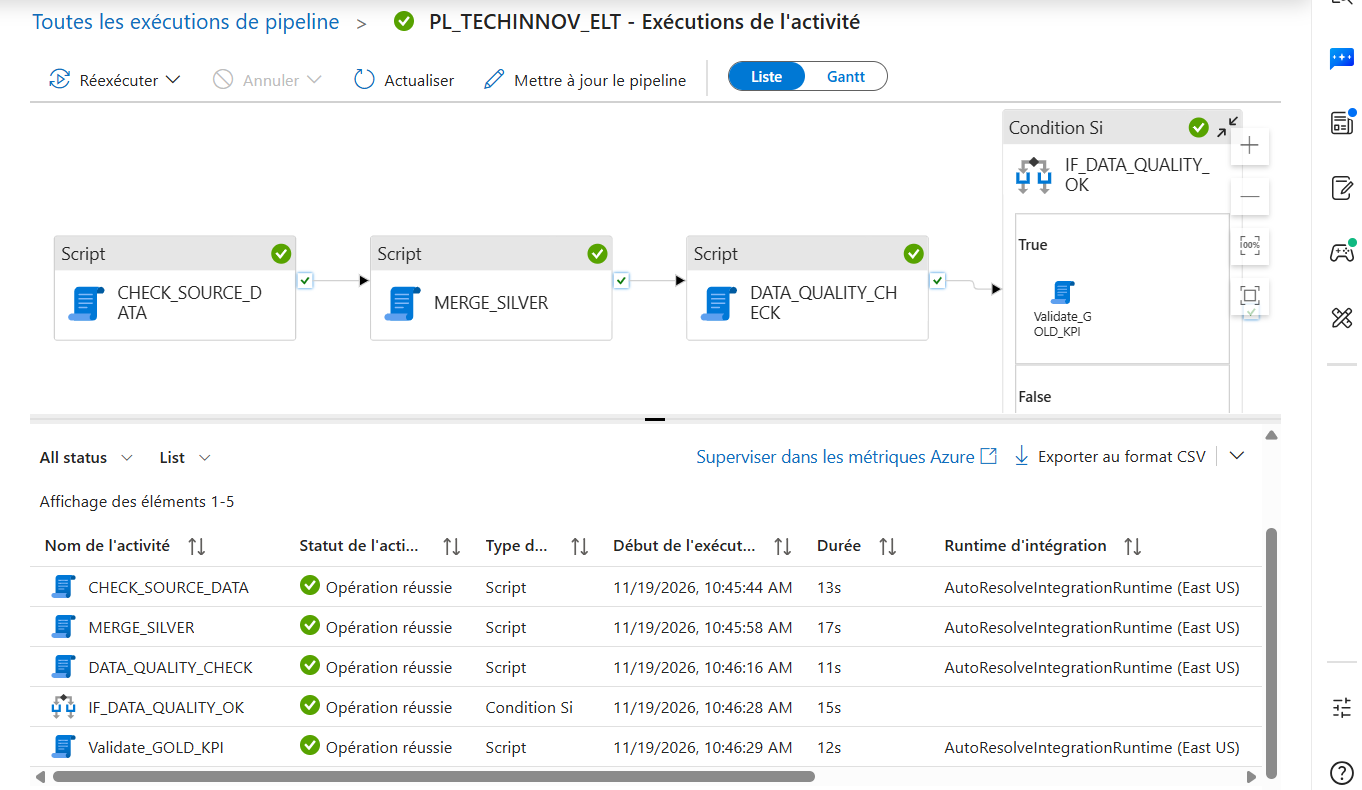 Toutes les exécutions de pipeline > PL_TECHINNOV_ELT - Exécutions de l'activité
Réexécuter Annuler Actualiser Mettre à jour le pipeline Liste Gantt
Condition Si
IF_DATA_QUALITY_
OK
Script
CHECK_SOURCE_D
ATA
Script
MERGE_SILVER
Script
DATA_QUALITY_CH
ECK
True
Validate_G
OLD_KPI
False
100%
All status List Superviser dans les métriques Azure Exporter au format CSV
Affichage des éléments 1-5
Nom de l'activité Statut de l'acti... Type d... Début de l'exécut... Durée Runtime d'intégration
CHECK_SOURCE_DATA Opération réussie Script 11/19/2026, 10:45:44 AM 13s AutoResolveIntegrationRuntime (East US)
MERGE_SILVER Opération réussie Script 11/19/2026, 10:45:58 AM 17s AutoResolveIntegrationRuntime (East US)
DATA_QUALITY_CHECK Opération réussie Script 11/19/2026, 10:46:16 AM 11s AutoResolveIntegrationRuntime (East US)
IF_DATA_QUALITY_OK Opération réussie Condition Si 11/19/2026, 10:46:28 AM 15s
Validate_GOLD_KPI Opération réussie Script 11/19/2026, 10:46:29 AM 12s AutoResolveIntegrationRuntime (East US)